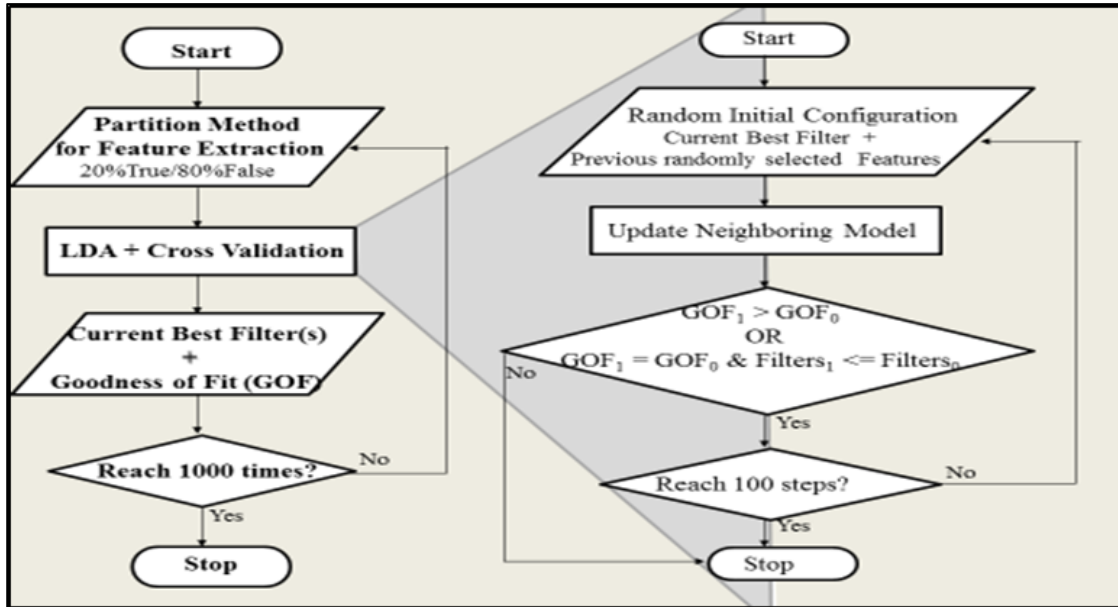 Start
Partition Method
for Feature Extraction
20%True/80%False
LDA + Cross Validation
Current Best Filter(s)
+
Goodness of Fit (GOF)
Reach 1000 times?
No
Yes
Stop
Start
Random Initial Configuration
Current Best Filter +
Previous randomly selected Features
Update Neighboring Model
GOF₁ > GOF₀
OR
GOF₁ = GOF₀ & Filters₁ <= Filters₀
No
Yes
Reach 100 steps?
No
Yes
Stop